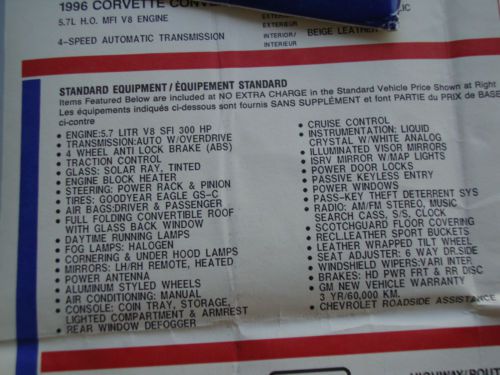 1996 CORVETTE CONVER
5.7L H.O. MFI V8 ENGINE
4-SPEED AUTOMATIC TRANSMISSION
EXTERIEUR
INTERIOR/
INTERIEUR
BEIGE LEATHER
STANDARD EQUIPMENT/ÉQUIPEMENT STANDARD
Items Featured Below are included at NO EXTRA CHARGE in the Standard Vehicle Price Shown at Right
Les équipements indiqués ci-dessous sont fournis SANS SUPPLÉMENT et font PARTIE du PRIX de BASE
ci-contre
• ENGINE:5.7 LITR V8 SFI 300 HP
• TRANSMISSION:AUTO W/OVERDRIVE
• 4 WHEEL ANTI LOCK BRAKE (ABS)
• TRACTION CONTROL
• GLASS: SOLAR RAY, TINTED
• ENGINE BLOCK HEATER
• STEERING: POWER RACK & PINION
• TIRES: GOODYEAR EAGLE GS-C
• AIR BAGS:DRIVER & PASSENGER
• FULL FOLDING CONVERTIBLE ROOF
WITH GLASS BACK WINDOW
• DAYTIME RUNNING LAMPS
• FOG LAMPS: HALOGEN
• CORNERING & UNDER HOOD LAMPS
• MIRRORS: LH/RH REMOTE, HEATED
• POWER ANTENNA
• ALUMINUM STYLED WHEELS
• AIR CONDITIONING: MANUAL
• CONSOLE: COIN TRAY, STORAGE,
LIGHTED COMPARTMENT & ARMREST
• REAR WINDOW DEFOGGER
• CRUISE CONTROL
• INSTRUMENTATION: LIQUID
CRYSTAL W/WHITE ANALOG
• ILLUMINATED VISOR MIRRORS
• ISRV MIRROR W/MAP LIGHTS
• POWER DOOR LOCKS
• PASSIVE KEYLESS ENTRY
• POWER WINDOWS
• PASS-KEY THEFT DETERRENT SYS
• RADIO: AM/FM STEREO, MUSIC
SEARCH CASS, S/S, CLOCK
• SCOTCHGUARD FLOOR COVERING
• RECL.LEATHER SPORT BUCKETS
• LEATHER WRAPPED TILT WHEEL
• SEAT ADJUSTER: 6 WAY DR.SIDE
• WINDSHIELD WIPERS:VARI INTER.
• BRAKES: HD PWR FRT & RR DISC
• GM NEW VEHICLE WARRANTY
3 YR/60,000 KM.
• CHEVROLET ROADSIDE ASSISTANCE